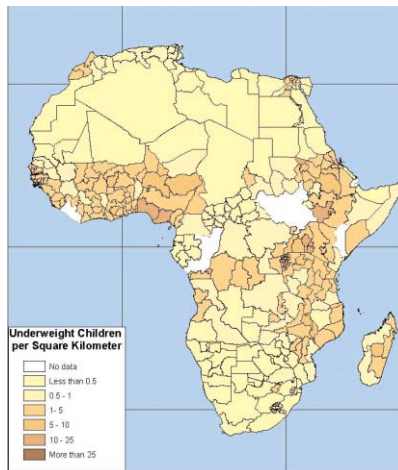 Underweight Children
per Square Kilometer
No data
Less than 0.5
0.5 - 1
1- 5
5 - 10
10 - 25
More than 25